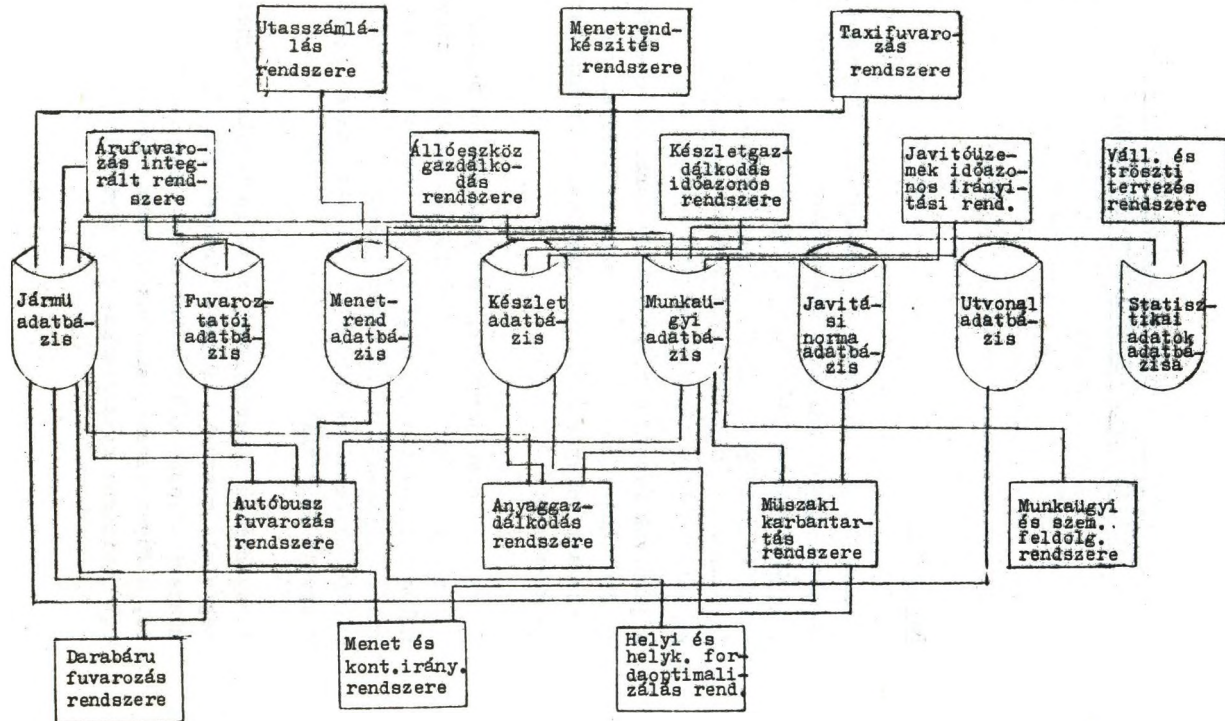 Utasszámlá-
lás
rendszere
Menetrend-
készités
rendszere
Taxifuvaro-
zás
rendszere
Árufuvaro-
zás integ-
rált rend-
szere
Állóeszköz
gazdálko-
dás
rendszere
Készletgaz-
dálkodás
időazonos
rendszere
Javitóüze-
mek időazo-
nos irányi-
tási rend.
Váll. és
tröszti
tervezés
rendszere
Jármü
adatbá-
zis
Fuvaroz-
tatói
adatbá-
zis
Menet-
rend
adatbá-
zis
Készlet
adatbá-
zis
Munkaü-
gyi
adatbá-
zis
Javitá-
si
norma
adatbá-
zis
Utvonal
adatbá-
zis
Statisz-
tikai
adatok
adatbá-
zisa
Autóbusz
fuvarozás
rendszere
Anyaggaz-
dálkodás
rendszere
Müszaki
karbantar-
tás
rendszere
Munkaügyi
és szem.
feldolg.
rendszere
Darabáru
fuvarozás
rendszere
Menet és
kont.irány.
rendszere
Helyi és
helyk. for-
daoptimali-
zálás rend.